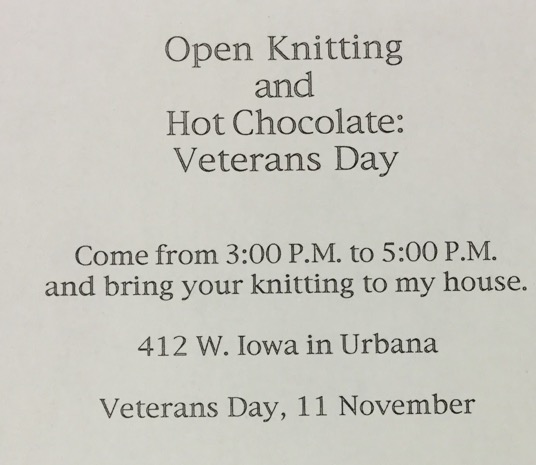 Open Knitting
and
Hot Chocolate:
Veterans Day
Come from 3:00 P.M. to 5:00 P.M.
and bring your knitting to my house.
412 W. Iowa in Urbana
Veterans Day, 11 November